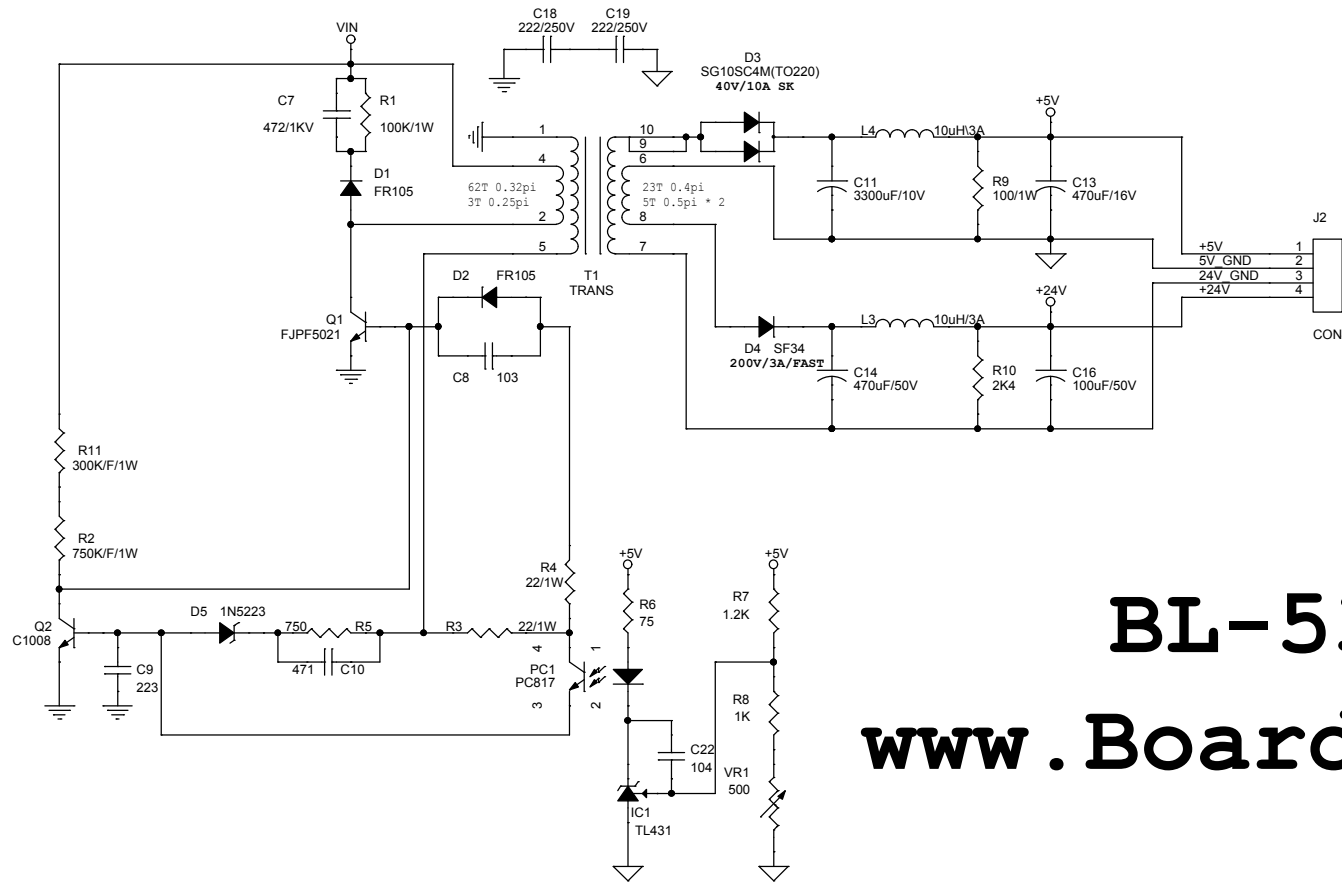 C18
222/250V
C19
222/250V
VIN
D3
SG10SC4M(TO220)
40V/10A SK
C7
472/1KV
R1
100K/1W
D1
FR105
1
4
2
5
62T 0.32pi
3T 0.25pi
10
9
6
8
7
23T 0.4pi
5T 0.5pi * 2
T1
TRANS
L4
10uH\3A
+5V
C11
3300uF/10V
R9
100/1W
C13
470uF/16V
J2
+5V
5V_GND
24V_GND
+24V
1
2
3
4
CON
D2
FR105
Q1
FJPF5021
C8
103
+24V
L3
10uH/3A
D4
SF34
200V/3A/FAST
C14
470uF/50V
R10
2K4
C16
100uF/50V
R11
300K/F/1W
R2
750K/F/1W
R4
22/1W
+5V
+5V
R6
75
R7
1.2K
Q2
C1008
D5
1N5223
750
R5
R3
22/1W
471
C10
C9
223
4
3
1
2
PC1
PC817
R8
1K
C22
104
VR1
500
IC1
TL431
BL-5
www.Board